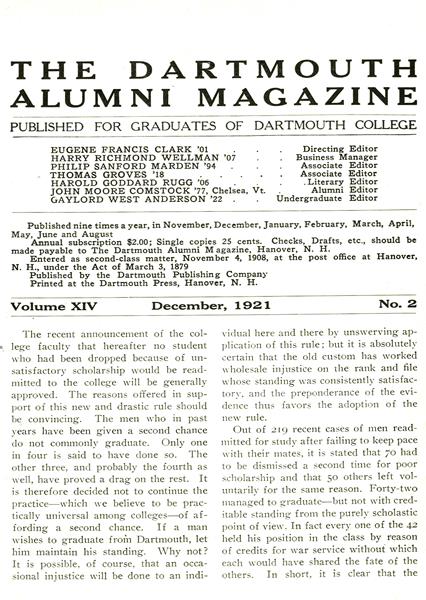 THE DARTMOUTH
ALUMNI MAGAZINE
PUBLISHED FOR GRADUATES OF DARTMOUTH COLLEGE
EUGENE FRANCIS CLARK '01 . . Directing Editor
HARRY RICHMOND WELLMAN '07 . . Business Manager
PHILIP SANFORD MARDEN '94 . . Associate Editor
THOMAS GROVES '18 . . . Associate Editor
HAROLD GODDARD RUGG '06 . . .Literary Editor
JOHN MOORE COMSTOCK '77, Chelsea, Vt. Alumni Editor
GAYLORD WEST ANDERSON '22 . . Undergraduate Editor
Published nine times a year, in November, December, January, February, March, April,
May, June and August
Annual subscription $2.00; Single copies 25 cents. Checks, Drafts, etc., should be
made payable to The Dartmouth Alumni Magazine, Hanover, N. H.
Entered as second-class matter, November 4, 1908, at the post office at Hanover,
N. H., under the Act of March 3, 1879
Published by the Dartmouth Publishing Company
Printed at the Dartmouth Press, Hanover, N. H.
Volume XIV December, 1921 No. 2
The recent announcement of the col-
lege faculty that hereafter no student
who had been dropped because of un-
satisfactory scholarship would be read-
mitted to the college will be generally
approved. The reasons offered in sup-
port of this new and drastic rule should
be convincing. The men who in past
years have been given a second chance
do not commonly graduate. Only one
in four is said to have done so. The
other three, and probably the fourth as
well, have proved a drag on the rest. It
is therefore decided not to continue the
practice—which we believe to be prac-
tically universal among colleges—of af-
fording a second chance. If a man
wishes to graduate from Dartmouth, let
him maintain his standing. Why not?
It is possible, of course, that an occa-
sional injustice will be done to an indi-
vidual here and there by unswerving ap-
plication of this rule; but it is absolutely
certain that the old custom has worked
wholesale injustice on the rank and file
whose standing was consistently satisfac-
tory, and the preponderance of the evi-
dence thus favors the adoption of the
new rule.
Out of 219 recent cases of men read-
mitted for study after failing to keep pace
with their mates, it is stated that 70 had
to be dismissed a second time for poor
scholarship and that 50 others left vol-
untarily for the same reason. Forty-two
managed to graduate—but not with cred-
itable standing from the purely scholastic
point of view. In fact every one of the 42
held his position in the class by reason
of credits for war service without which
each would have shared the fate of the
others. In short, it is clear that the